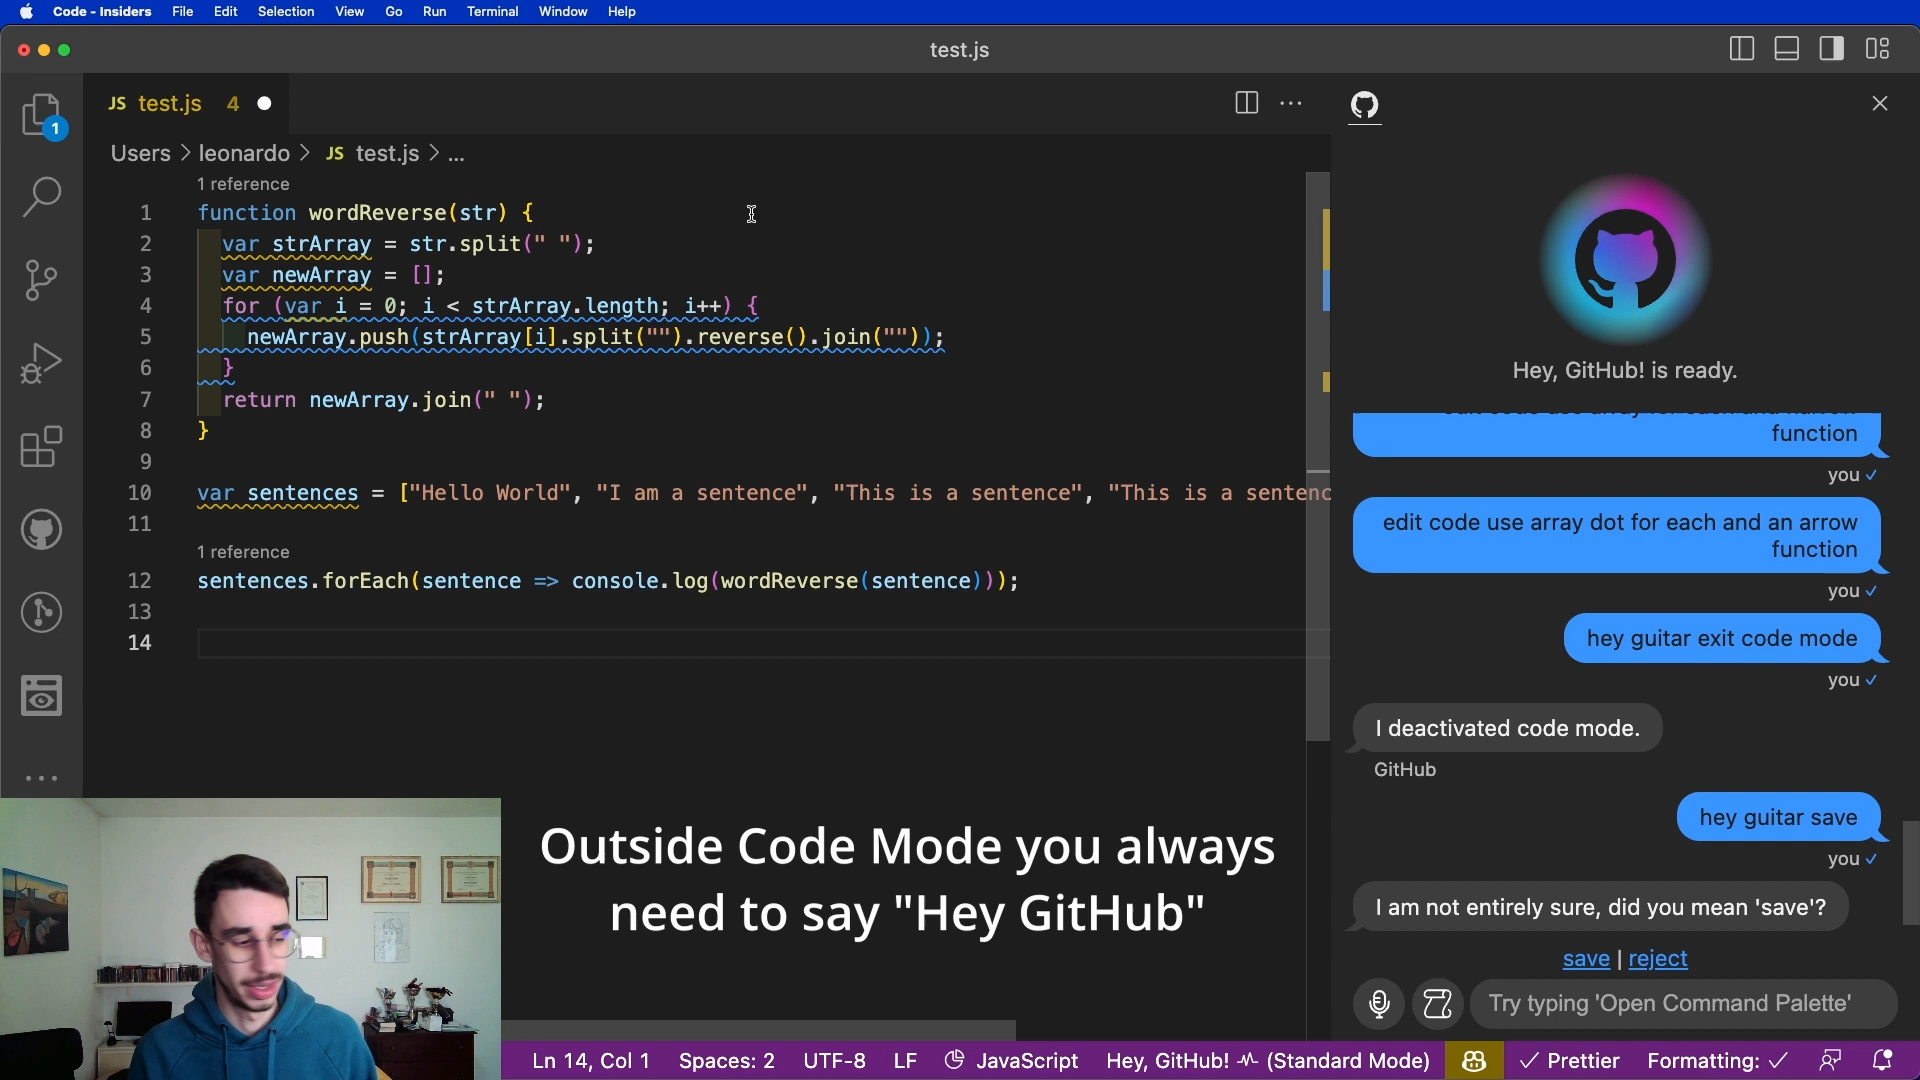 Code - Insiders File Edit Selection View Go Run Terminal Window Help
test.js
JS test.js 4
Users > leonardo > JS test.js > ...
1 reference
1 function wordReverse(str) {
2 var strArray = str.split(" ");
3 var newArray = [];
4 for (var i = 0; i < strArray.length; i++) {
5 newArray.push(strArray[i].split("").reverse().join(""));
6 }
7 return newArray.join(" ");
8 }
9
10 var sentences = ["Hello World", "I am a sentence", "This is a sentence", "This is a sentenc
11
1 reference
12 sentences.forEach(sentence => console.log(wordReverse(sentence)));
13
14
1
Hey, GitHub! is ready.
function
you ✓
edit code use array dot for each and an arrow
function
you ✓
hey guitar exit code mode
you ✓
I deactivated code mode.
GitHub
hey guitar save
you ✓
I am not entirely sure, did you mean 'save'?
save | reject
Try typing 'Open Command Palette'
Outside Code Mode you always
need to say "Hey GitHub"
Ln 14, Col 1 Spaces: 2 UTF-8 LF JavaScript Hey, GitHub! (Standard Mode) ✓ Prettier Formatting: ✓